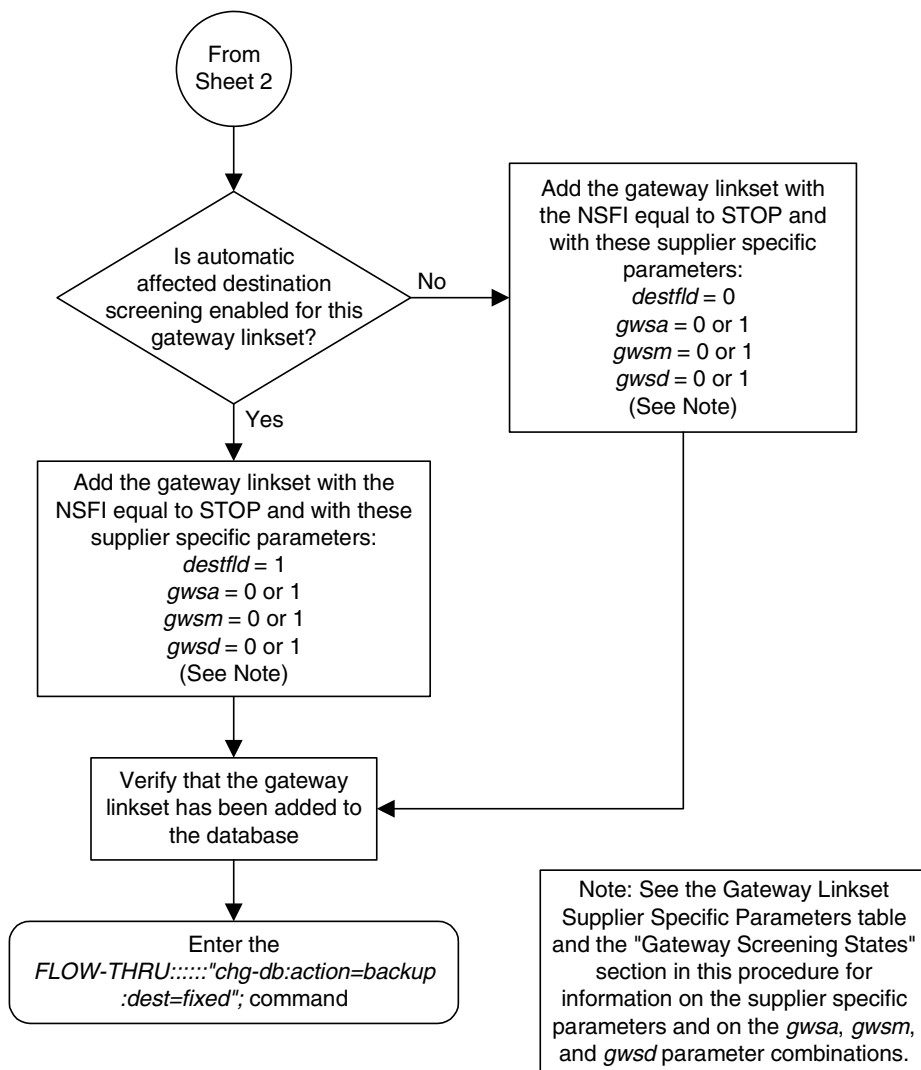 From
Sheet 2
Is automatic
affected destination
screening enabled for this
gateway linkset?
No
Add the gateway linkset with
the NSFI equal to STOP and
with these supplier specific
parameters:
destfld = 0
gwsa = 0 or 1
gwsm = 0 or 1
gwsd = 0 or 1
(See Note)
Yes
Add the gateway linkset with the
NSFI equal to STOP and with these
supplier specific parameters:
destfld = 1
gwsa = 0 or 1
gwsm = 0 or 1
gwsd = 0 or 1
(See Note)
Verify that the gateway
linkset has been added to
the database
Enter the
FLOW-THRU::::::"chg-db:action=backup
:dest=fixed"; command
Note: See the Gateway Linkset
Supplier Specific Parameters table
and the "Gateway Screening States"
section in this procedure for
information on the supplier specific
parameters and on the gwsa, gwsm,
and gwsd parameter combinations.